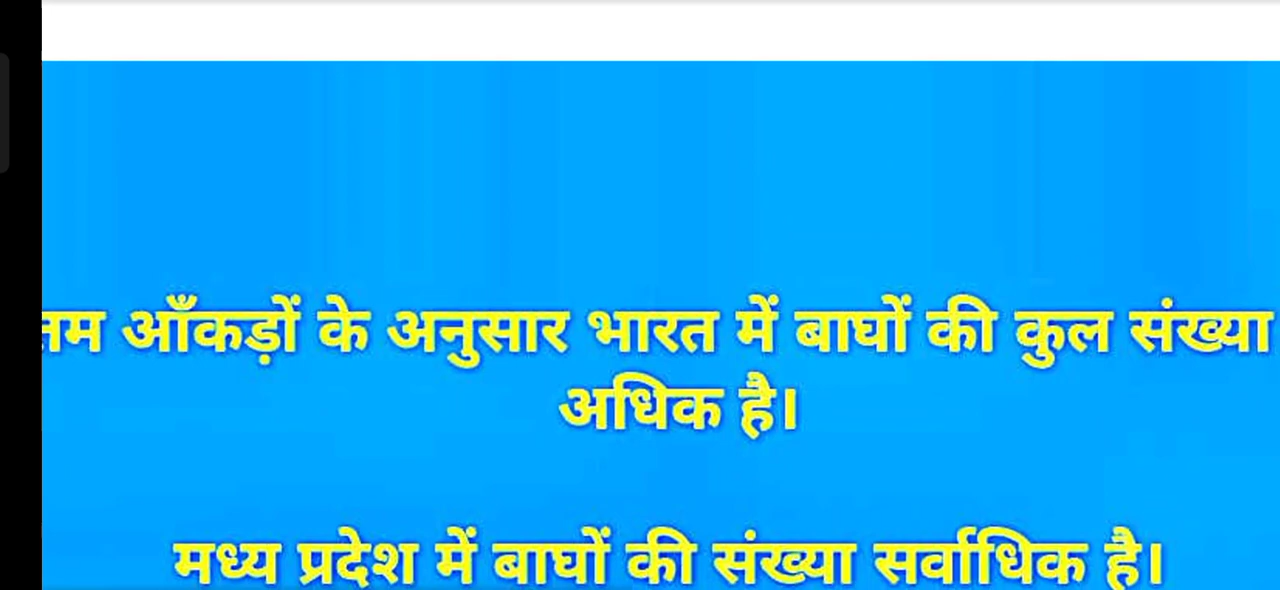 आँकड़ों के अनुसार भारत में बाघों की कुल संख्या
अधिक है।
मध्य प्रदेश में बाघों की संख्या सर्वाधिक है।